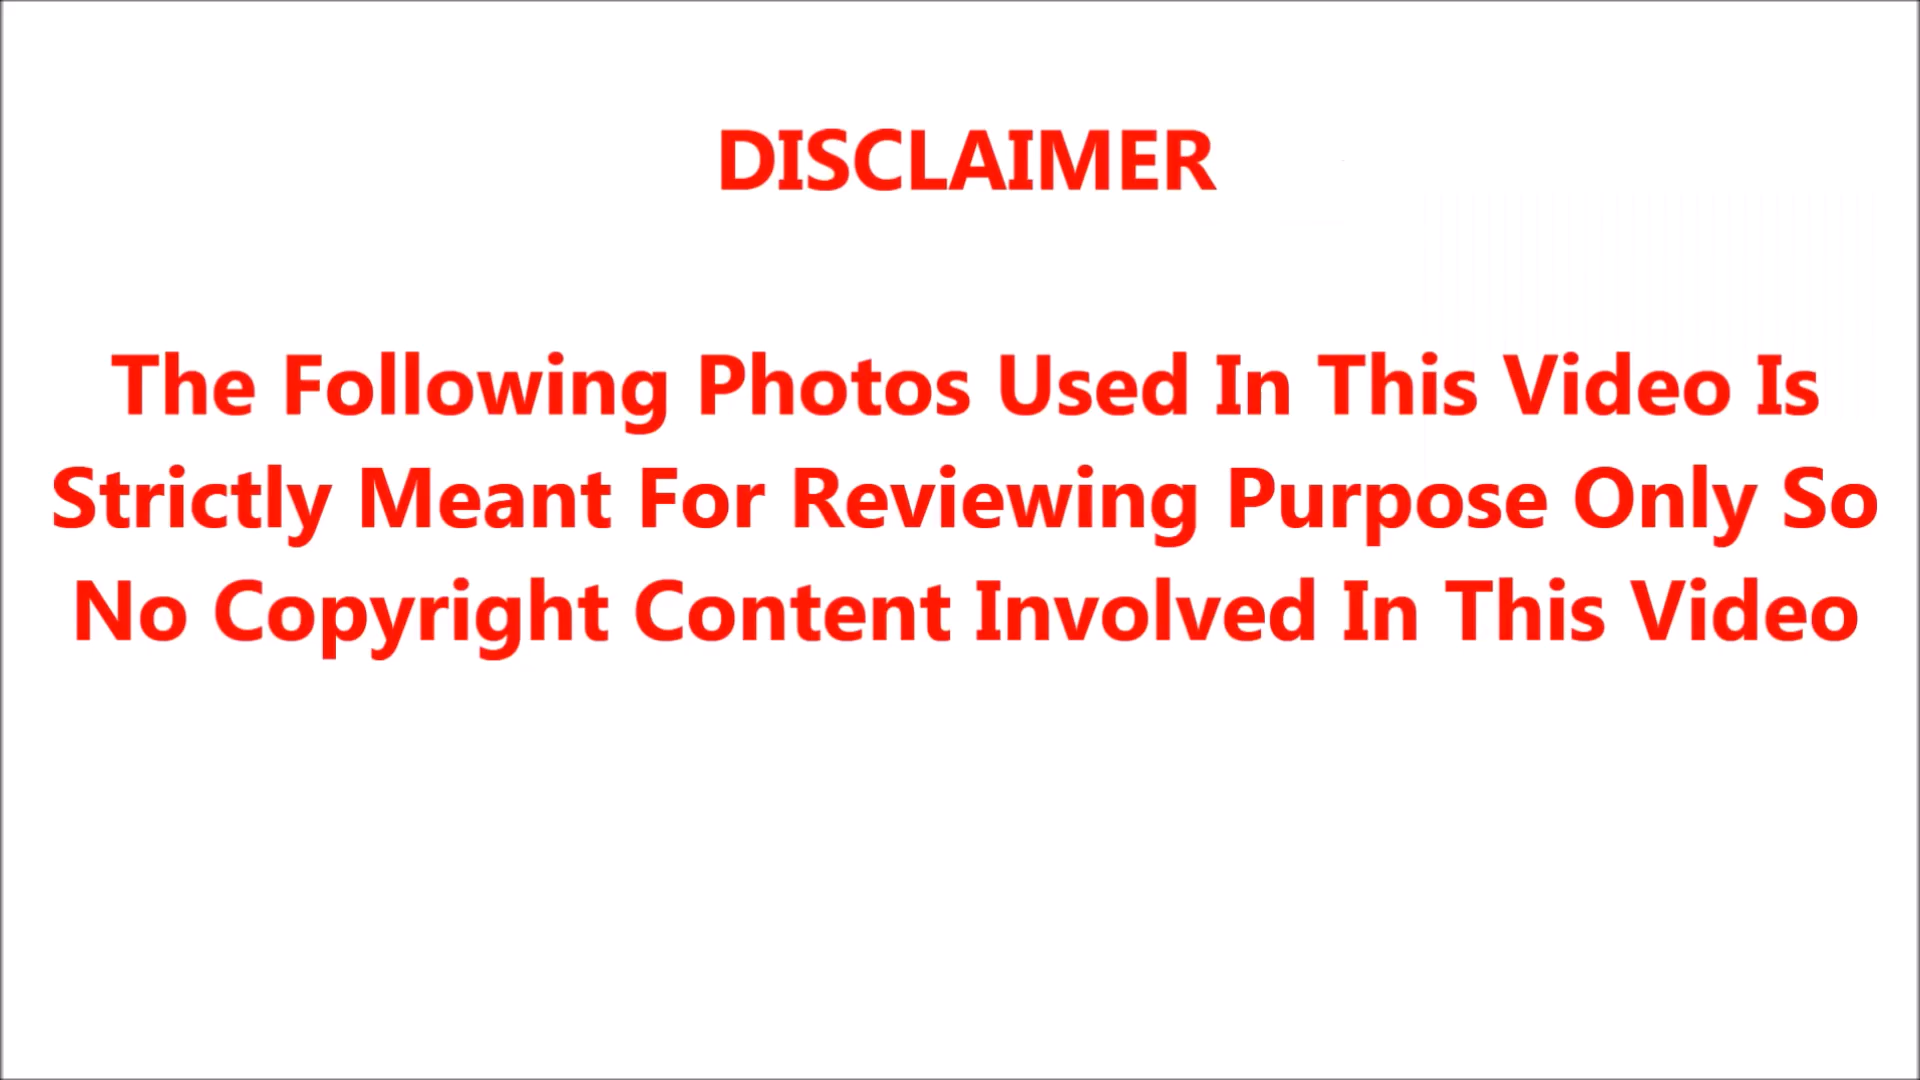 DISCLAIMER
The Following Photos Used In This Video Is
Strictly Meant For Reviewing Purpose Only So
No Copyright Content Involved In This Video